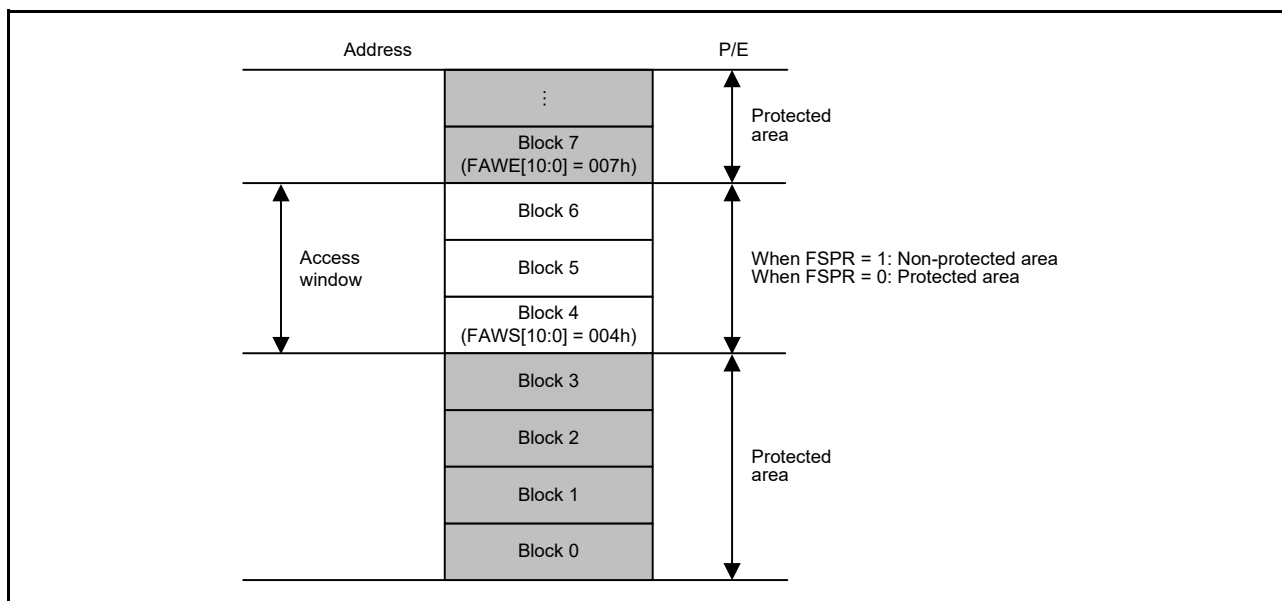 Address
P/E
⋮
Protected
area
Block 7
(FAWE[10:0] = 007h)
Block 6
Access
window
Block 5
When FSPR = 1: Non-protected area
When FSPR = 0: Protected area
Block 4
(FAWS[10:0] = 004h)
Block 3
Block 2
Protected
area
Block 1
Block 0